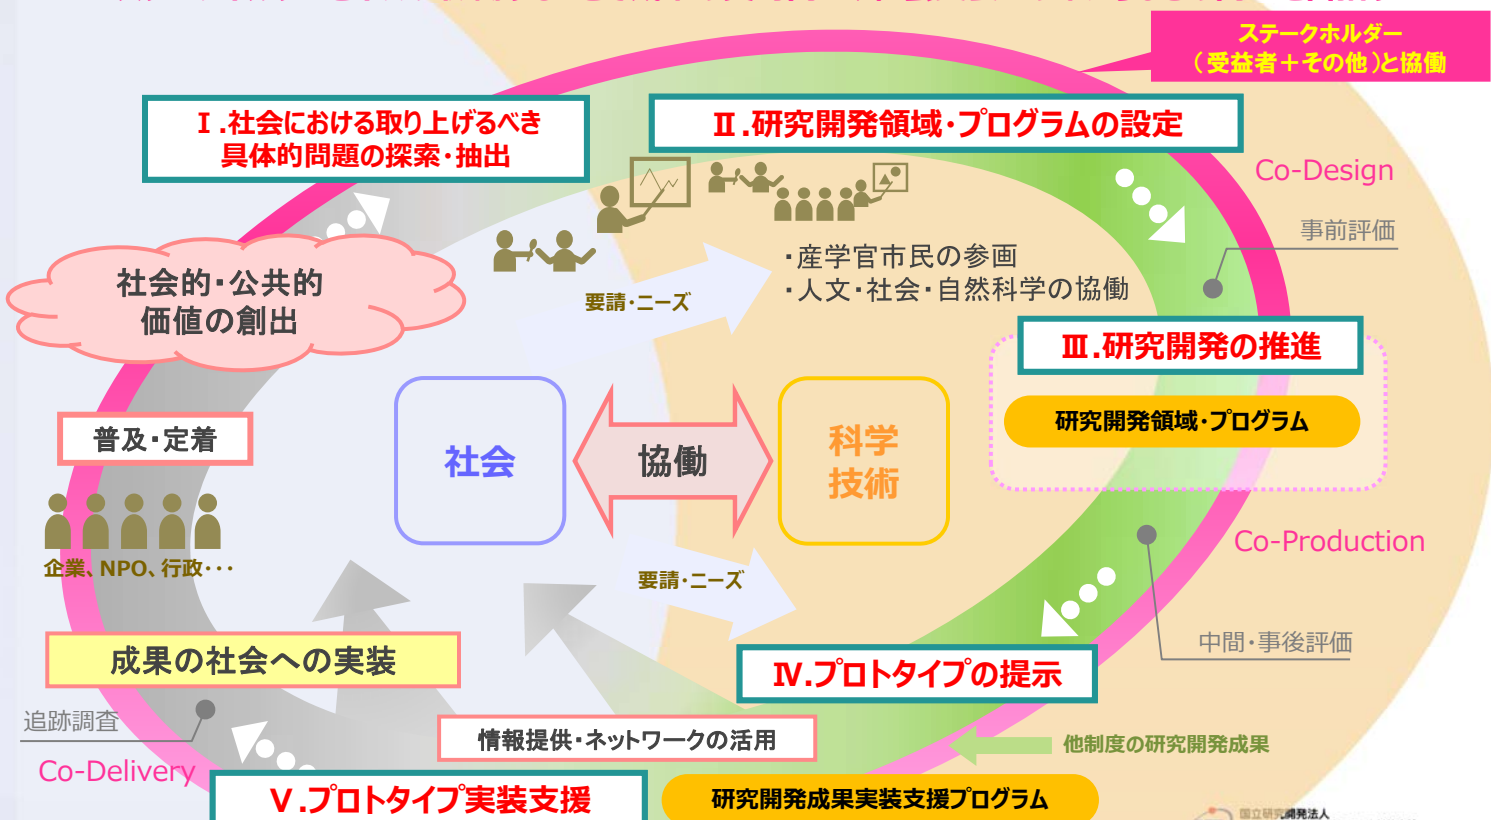 ステークホルダー
（受益者＋その他）と協働
Ⅰ.社会における取り上げるべき
具体的問題の探索・抽出
Ⅱ.研究開発領域・プログラムの設定
Co-Design
事前評価
・産学官市民の参画
・人文・社会・自然科学の協働
社会的・公共的
価値の創出
要請・ニーズ
Ⅲ.研究開発の推進
研究開発領域・プログラム
普及・定着
社会
協働
科学
技術
企業、NPO、行政・・・
Co-Production
要請・ニーズ
中間・事後評価
成果の社会への実装
Ⅳ.プロトタイプの提示
追跡調査
情報提供・ネットワークの活用
他制度の研究開発成果
Co-Delivery
Ⅴ.プロトタイプ実装支援
研究開発成果実装支援プログラム
国立研究開発法人